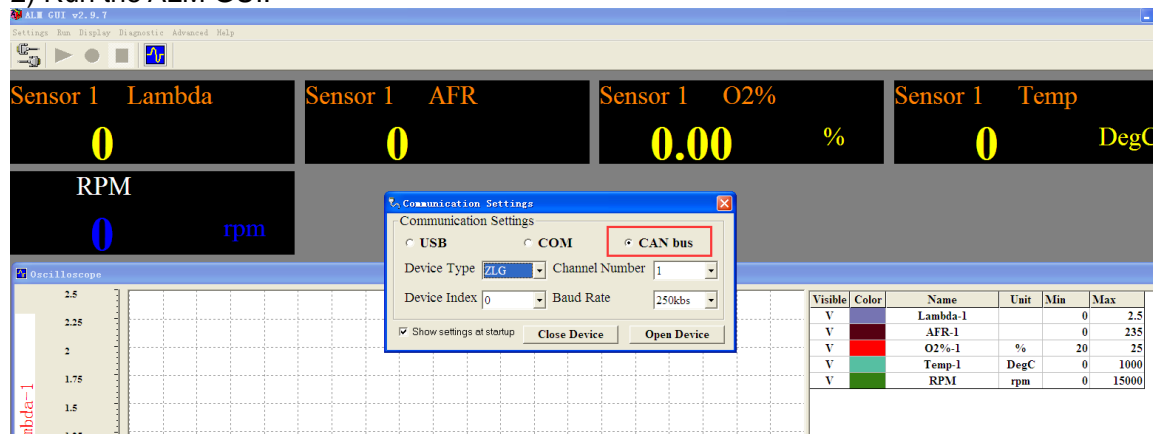 2) Run the ALM GUI.
ALM GUI v2.9.7
Settings Run Display Diagnostic Advanced Help
Sensor 1 Lambda
0
Sensor 1 AFR
0
Sensor 1 O2%
0.00 %
Sensor 1 Temp
0 DegC
RPM
0 rpm
Communication Settings
Communication Settings
USB COM CAN bus
Device Type ZLG Channel Number 1
Device Index 0 Baud Rate 250kbs
Show settings at startup Close Device Open Device
Oscilloscope
2.5
2.25
2
1.75
1.5
Visible Color Name Unit Min Max
V Lambda-1 0 2.5
V AFR-1 0 235
V O2%-1 % 20 25
V Temp-1 DegC 0 1000
V RPM rpm 0 15000